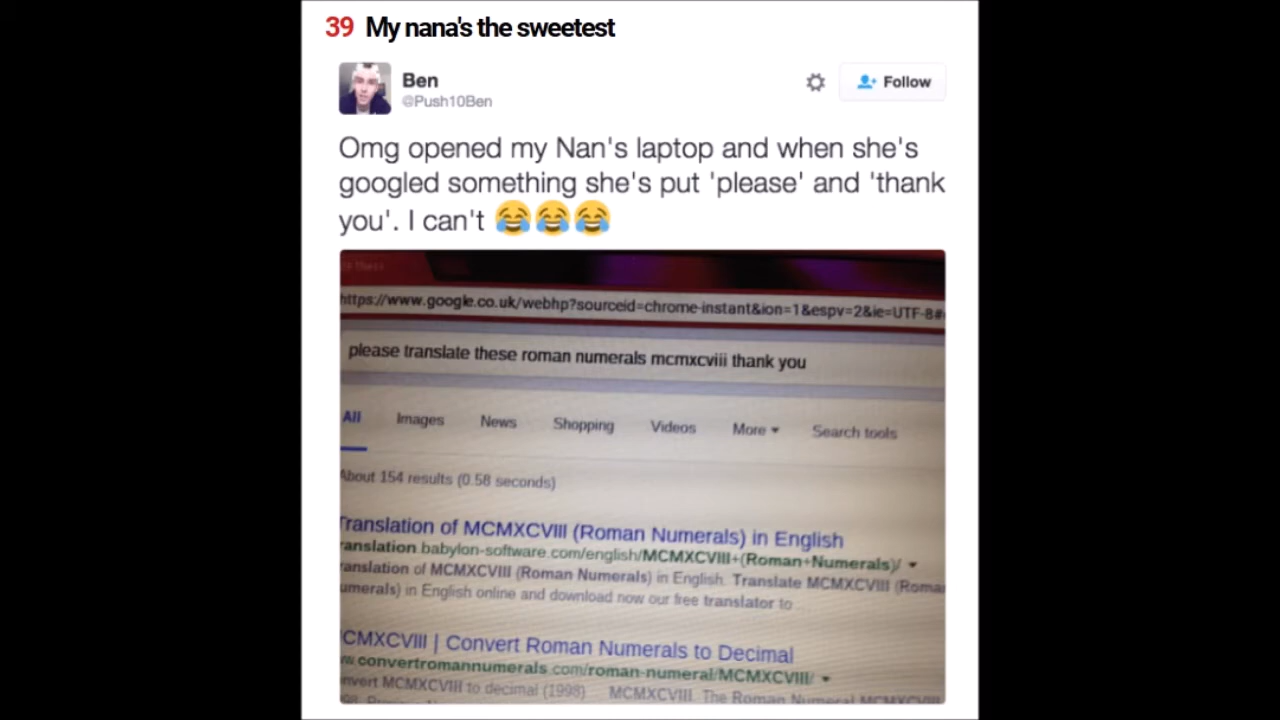 39 My nana's the sweetest
Ben
@Push10Ben
Follow
Omg opened my Nan's laptop and when she's
googled something she's put 'please' and 'thank
you'. I can't 😂😂😂
https://www.google.co.uk/webhp?sourceid=chrome-instant&ion=1&espv=2&ie=UTF-8#
please translate these roman numerals mcmxcviii thank you
All Images News Shopping Videos More Search tools
About 154 results (0.58 seconds)
Translation of MCMXCVIII (Roman Numerals) in English
ranslation.babylon-software.com/english/MCMXCVIII+(Roman+Numerals)/
ranslation of MCMXCVIII (Roman Numerals) in English. Translate MCMXCVIII (Roman
umerals) in English online and download now our free translator to
CMXCVIII | Convert Roman Numerals to Decimal
w.convertromannumerals.com/roman-numeral/MCMXCVIII/
nvert MCMXCVIII to decimal (1998) MCMXCVIII. The Roman Numeral MCMXCVIII